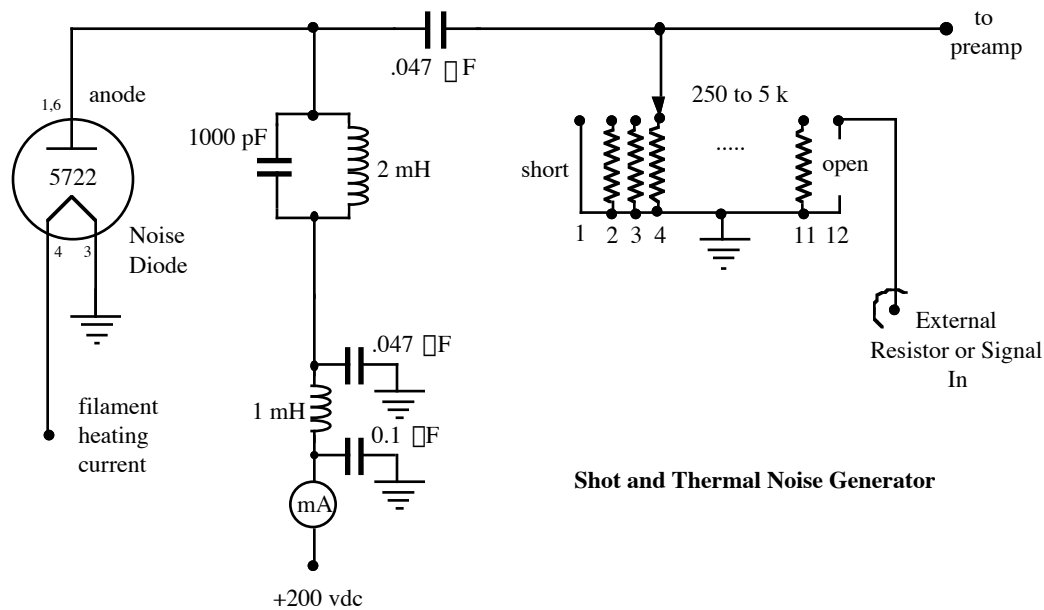 to
preamp
.047 ▯F
1,6
anode
250 to 5 k
1000 pF
2 mH
.....
short
open
5722
1
2
3
4
11
12
4
3
Noise
Diode
External
Resistor or Signal
In
.047 ▯F
filament
heating
current
1 mH
0.1 ▯F
Shot and Thermal Noise Generator
mA
+200 vdc